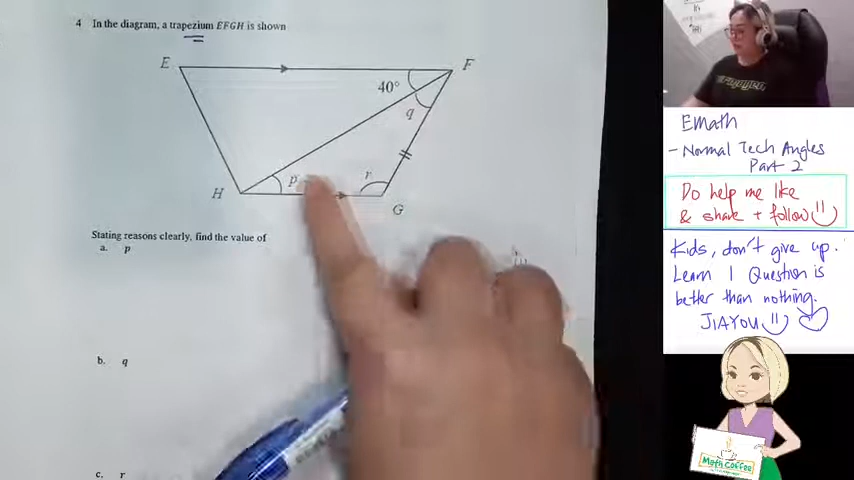 4 In the diagram, a trapezium EFGH is shown
E
F
40°
q
p
r
H
G
Stating reasons clearly, find the value of
a. p
b. q
c. r
EMath
- Normal Tech Angles
Part 2
Do help me like
& share + follow
Kids, don't give up.
Learn 1 Question is
better than nothing.
JIAYOU
Math Coffee